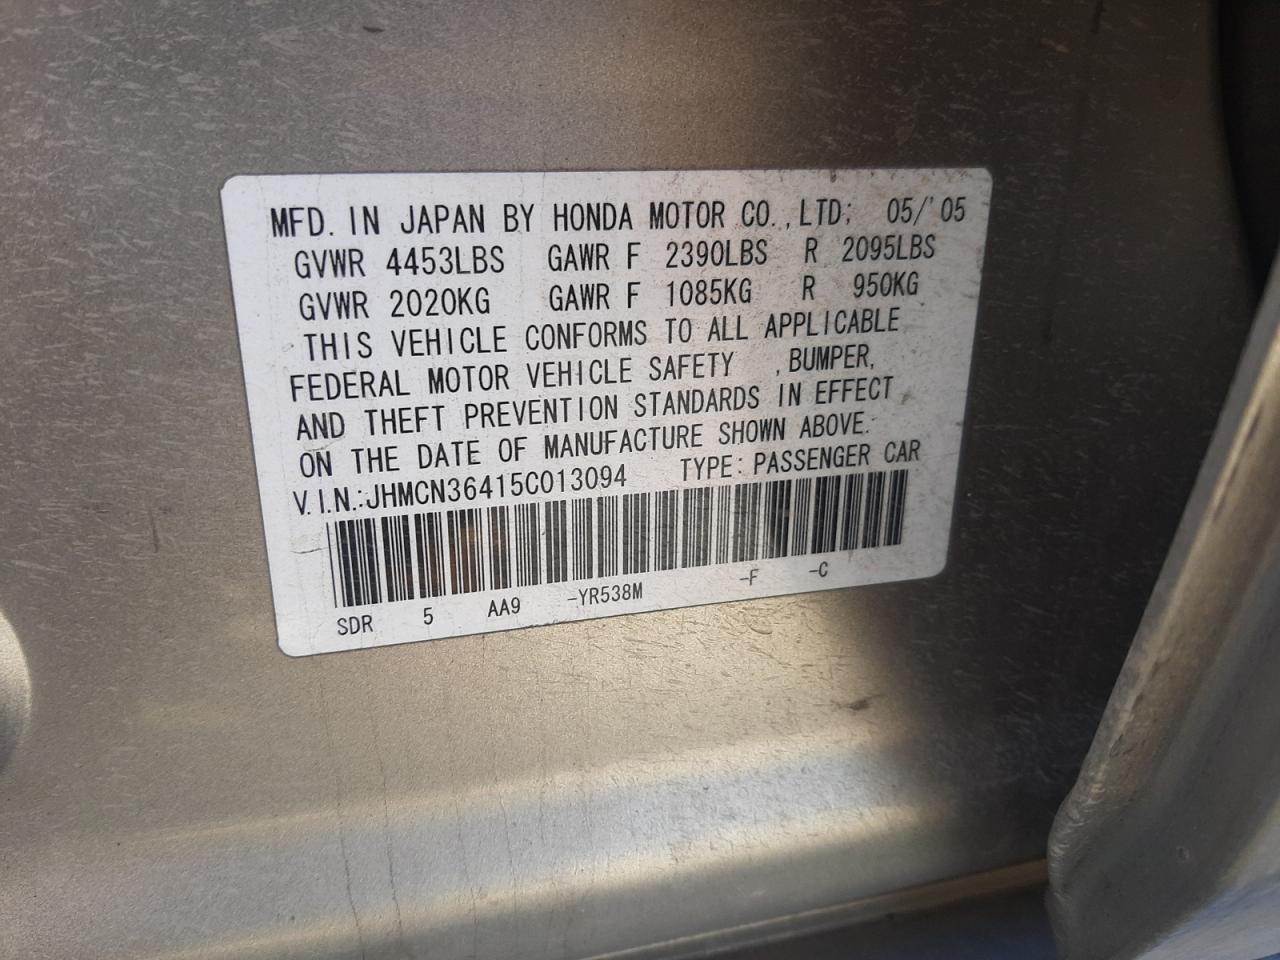 MFD. IN JAPAN BY HONDA MOTOR CO.,LTD; 05/'05
GVWR 4453LBS GAWR F 2390LBS R 2095LBS
GVWR 2020KG GAWR F 1085KG R 950KG
THIS VEHICLE CONFORMS TO ALL APPLICABLE
FEDERAL MOTOR VEHICLE SAFETY , BUMPER,
AND THEFT PREVENTION STANDARDS IN EFFECT
ON THE DATE OF MANUFACTURE SHOWN ABOVE.
V.I.N.:JHMCN36415C013094 TYPE: PASSENGER CAR
SDR 5 AA9 -YR538M -F -C